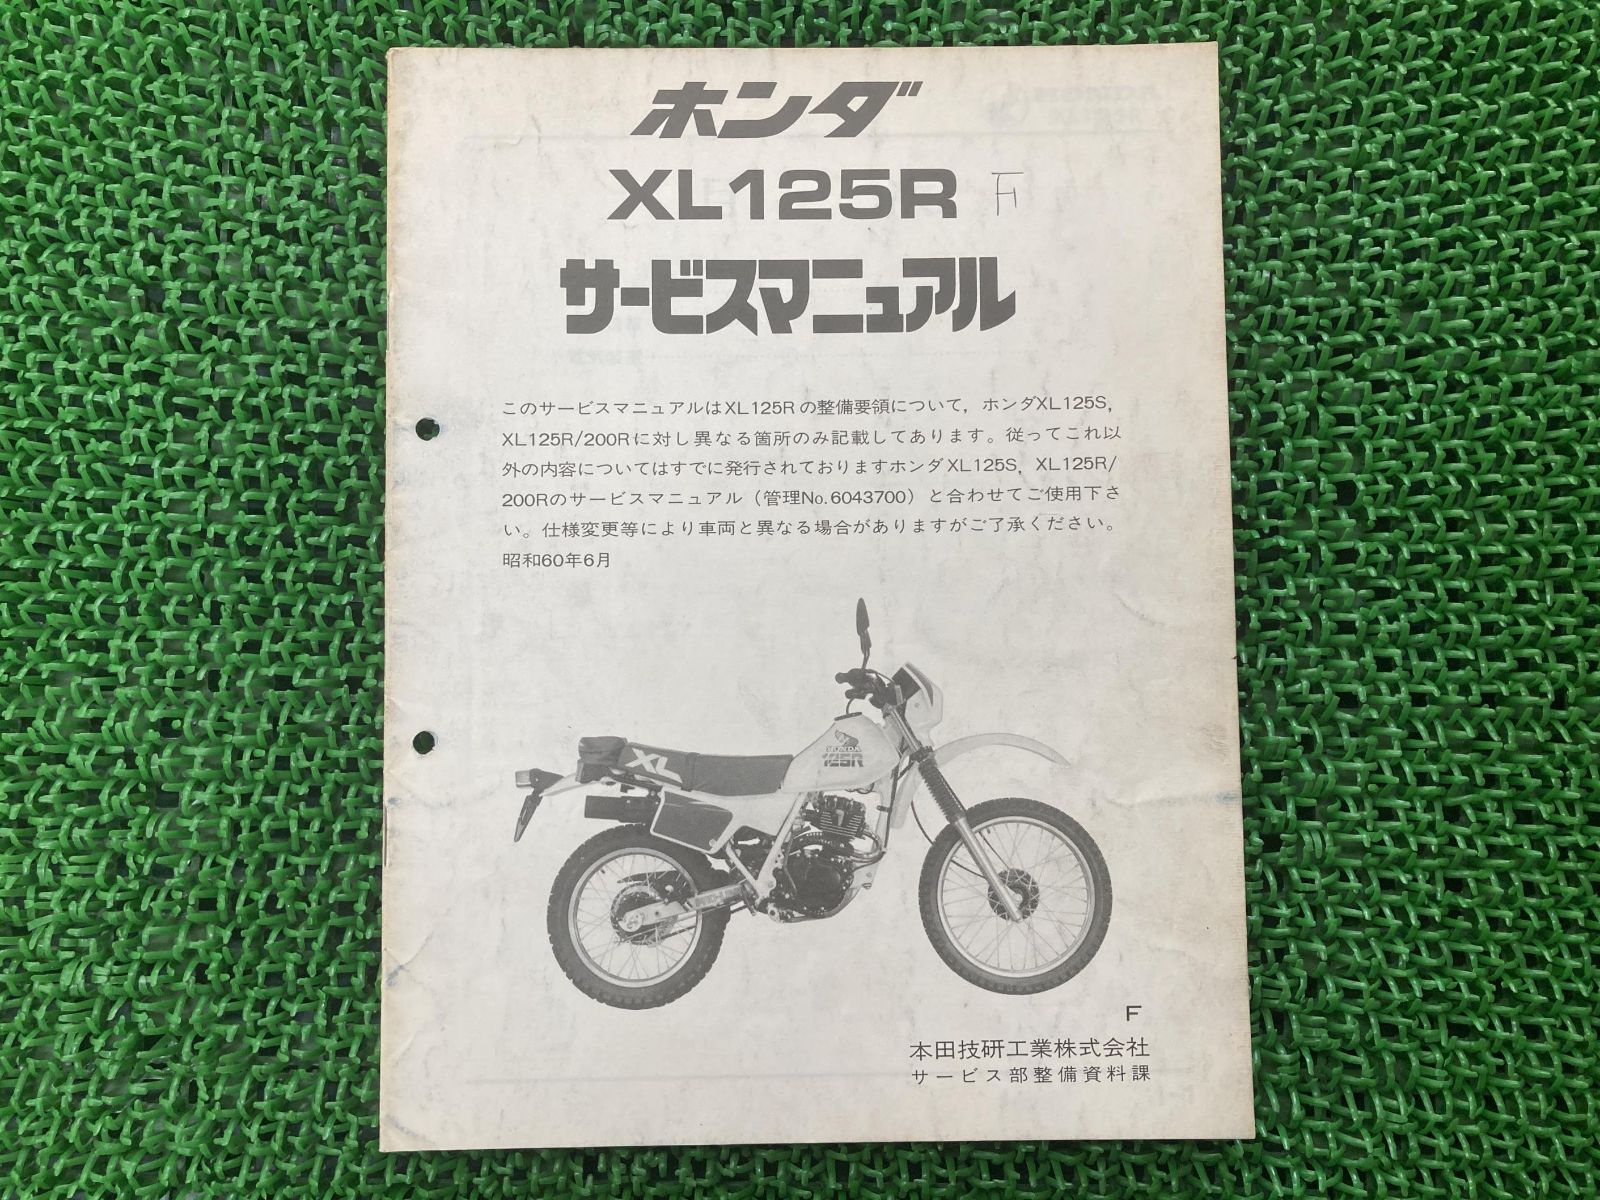 ホンダ
XL125R F
サービスマニュアル
このサービスマニュアルはXL125Rの整備要領について，ホンダXL125S，
XL125R/200Rに対し異なる箇所のみ記載してあります。従ってこれ以
外の内容についてはすでに発行されておりますホンダXL125S，XL125R/
200Rのサービスマニュアル（管理No.6043700）と合わせてご使用下さ
い。仕様変更等により車両と異なる場合がありますがご了承ください。
昭和60年6月
XL
HONDA
125R
F
本田技研工業株式会社
サービス部整備資料課